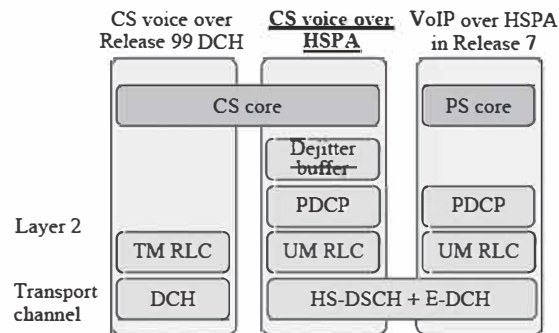 CS voice over
Release 99 DCH
CS voice over
HSPA
VoIP over HSPA
in Release 7
CS core
PS core
Dejitter
buffer
PDCP
PDCP
Layer 2
TM RLC
UM RLC
UM RLC
Transport
channel
DCH
HS-DSCH + E-DCH